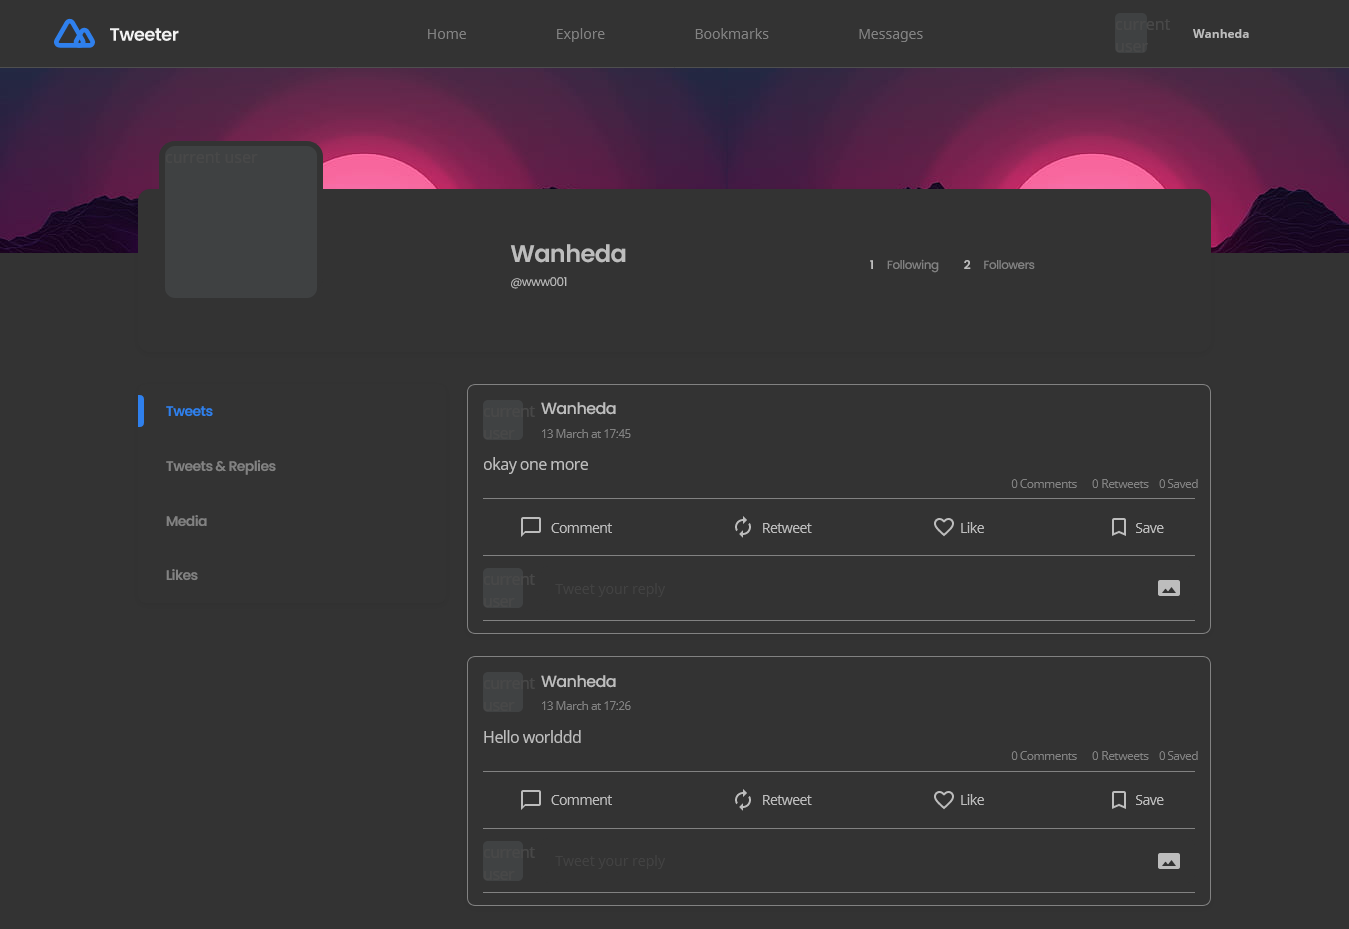 Tweeter
Home
Explore
Bookmarks
Messages
current user
Wanheda
current user
Wanheda
@www001
1 Following
2 Followers
Tweets
Tweets & Replies
Media
Likes
current user
Wanheda
13 March at 17:45
okay one more
0 Comments 0 Retweets 0 Saved
Comment
Retweet
Like
Save
current user
Tweet your reply
current user
Wanheda
13 March at 17:26
Hello worlddd
0 Comments 0 Retweets 0 Saved
Comment
Retweet
Like
Save
current user
Tweet your reply